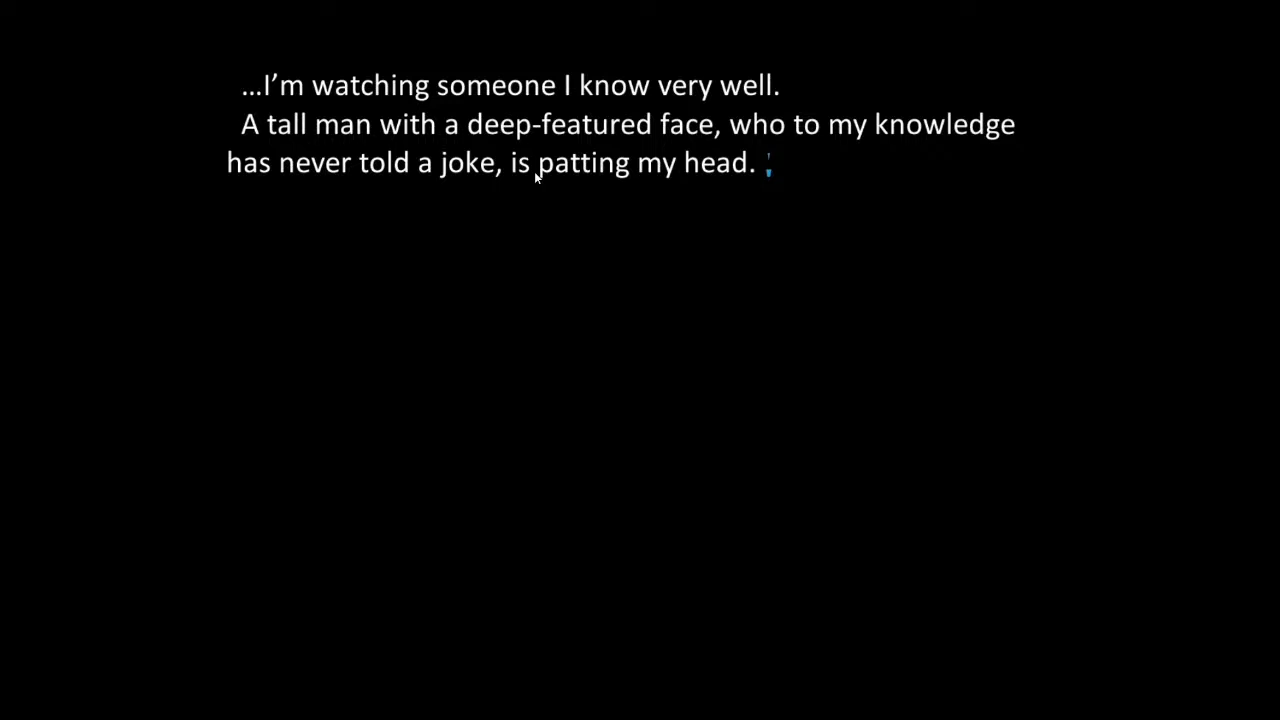 …I’m watching someone I know very well.
A tall man with a deep-featured face, who to my knowledge
has never told a joke, is patting my head.